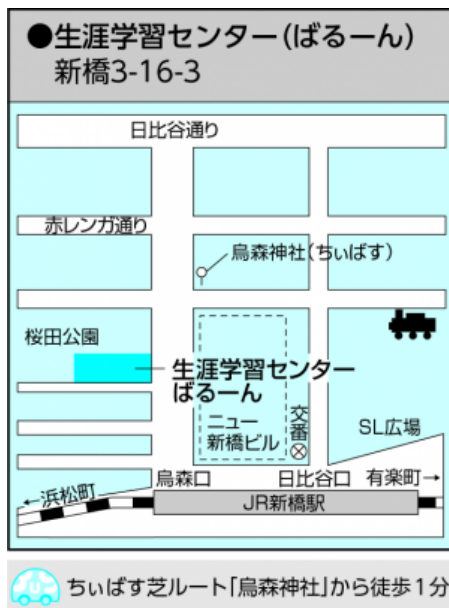 ●生涯学習センター(ばるーん)
新橋3-16-3
日比谷通り
赤レンガ通り
烏森神社(ちぃばす)
桜田公園
生涯学習センター
ばるーん
ニュー
新橋ビル
交番
SL広場
烏森口
日比谷口
有楽町→
←浜松町
JR新橋駅
ちぃばす芝ルート「烏森神社」から徒歩1分